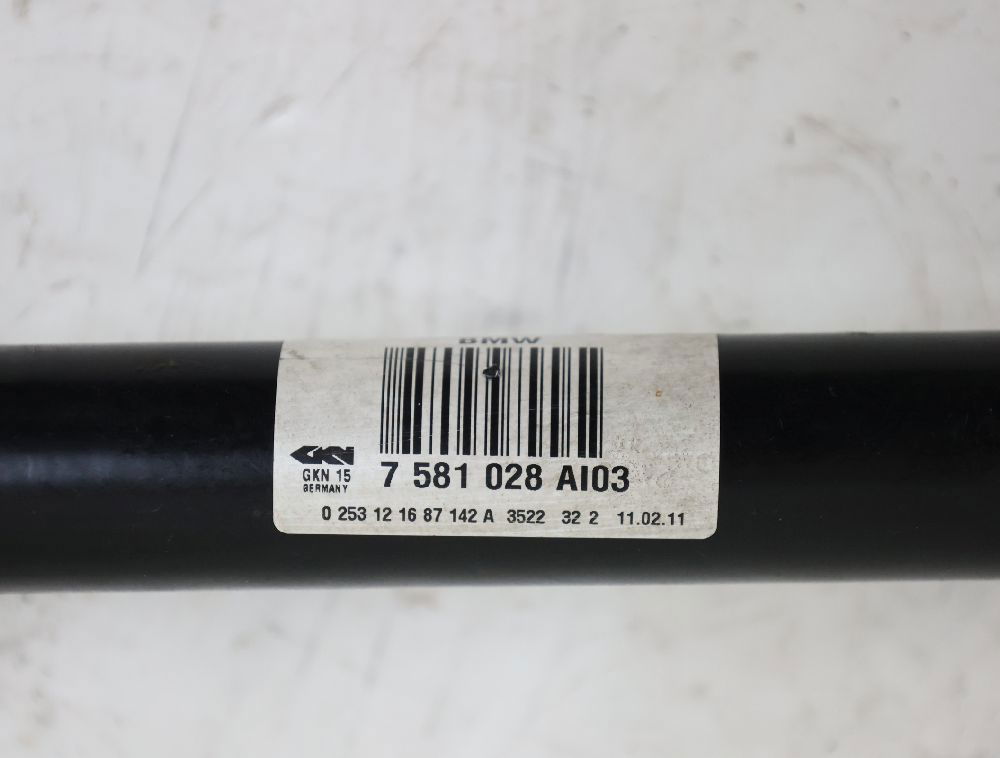 BMW
GKN
GKN 15
GERMANY
7 581 028 AI03
0 253 12 16 87 142 A 3522 32 2 11.02.11